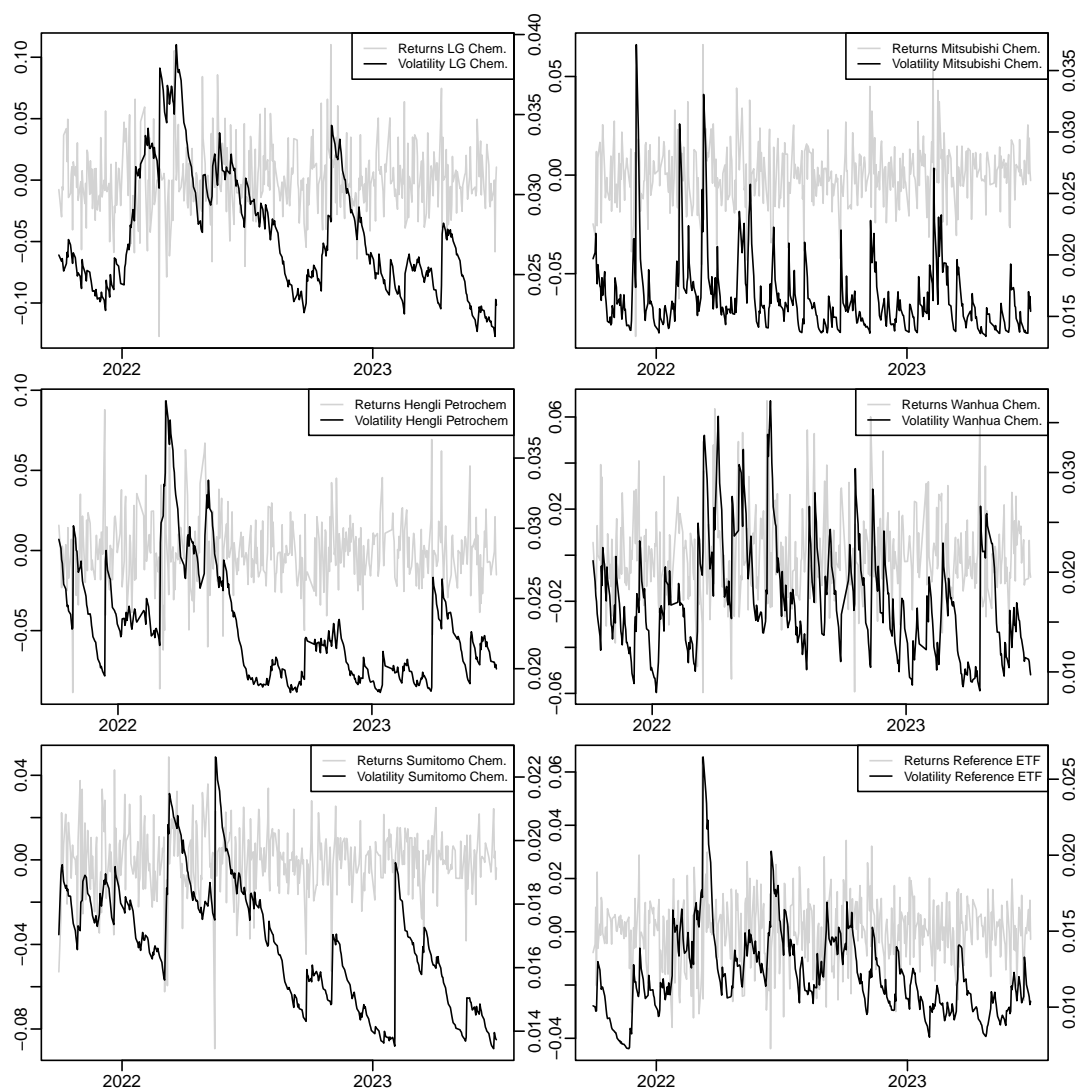 Returns LG Chem.
Volatility LG Chem.
−0.10 −0.05 0.00 0.05 0.10
0.025 0.030 0.035 0.040
2022 2023
Returns Mitsubishi Chem.
Volatility Mitsubishi Chem.
−0.05 0.00 0.05
0.015 0.020 0.025 0.030 0.035
2022 2023
Returns Hengli Petrochem
Volatility Hengli Petrochem
−0.05 0.00 0.05 0.10
0.020 0.025 0.030 0.035
2022 2023
Returns Wanhua Chem.
Volatility Wanhua Chem.
−0.06 −0.02 0.02 0.06
0.010 0.020 0.030
2022 2023
Returns Sumitomo Chem.
Volatility Sumitomo Chem.
−0.08 −0.04 0.00 0.04
0.014 0.016 0.018 0.020 0.022
2022 2023
Returns Reference ETF
Volatility Reference ETF
−0.04 0.00 0.02 0.04 0.06
0.010 0.015 0.020 0.025
2022 2023